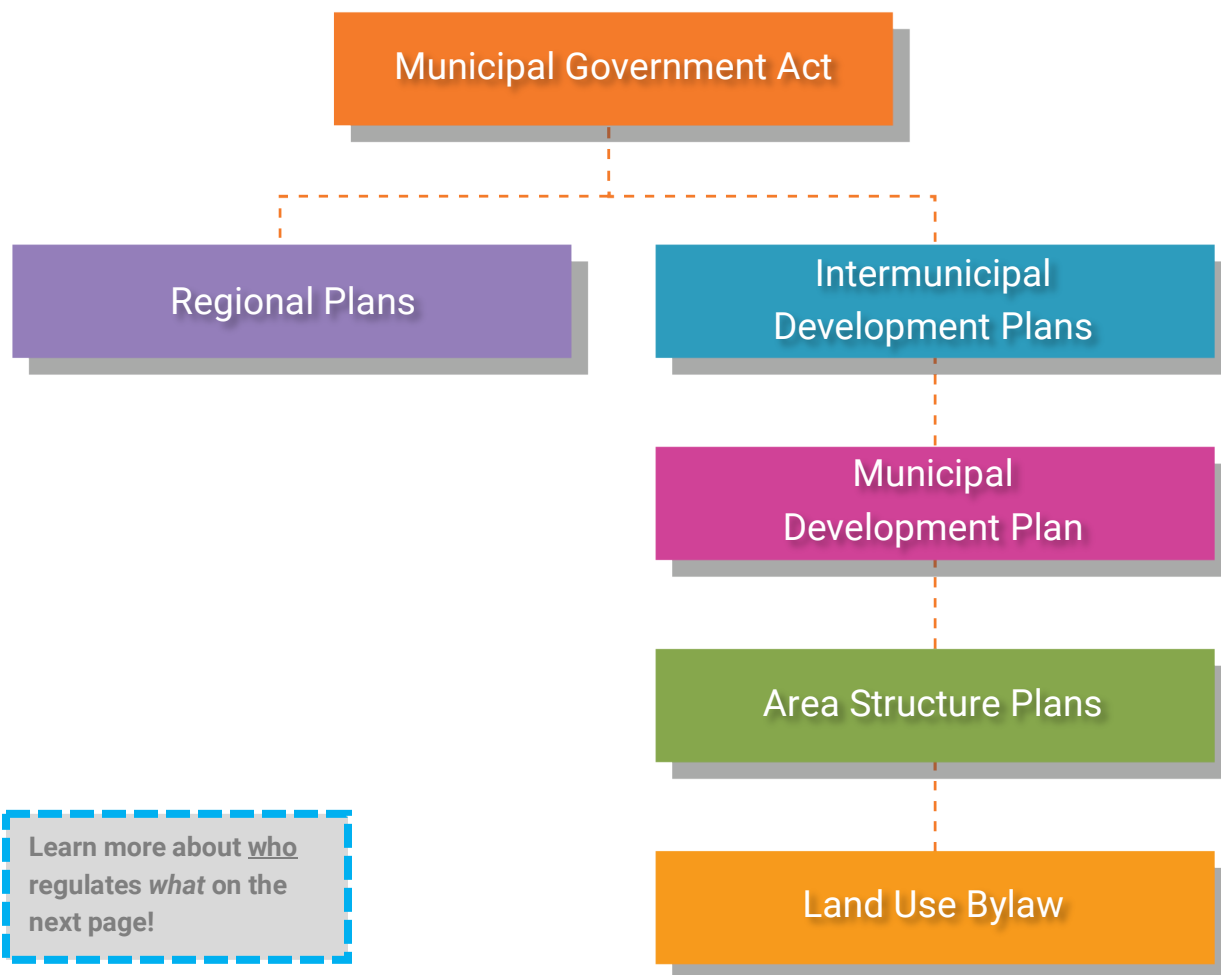 Municipal Government Act
Regional Plans
Intermunicipal
Development Plans
Municipal
Development Plan
Area Structure Plans
Land Use Bylaw
Learn more about who
regulates what on the
next page!